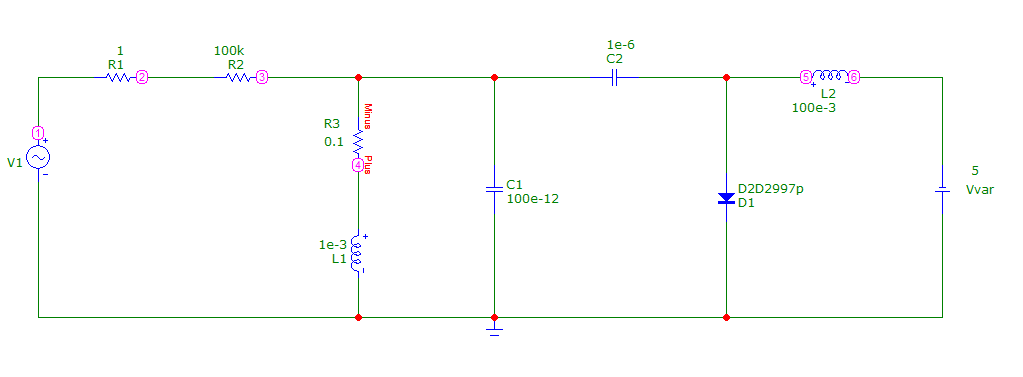 1
R1
100k
R2
1e-6
C2
2
3
5
6
L2
100e-3
1
+
V1
-
R3
0.1
Minus
4
Plus
C1
100e-12
D2D2997p
D1
5
Vvar
1e-3
L1
+
-
+
-